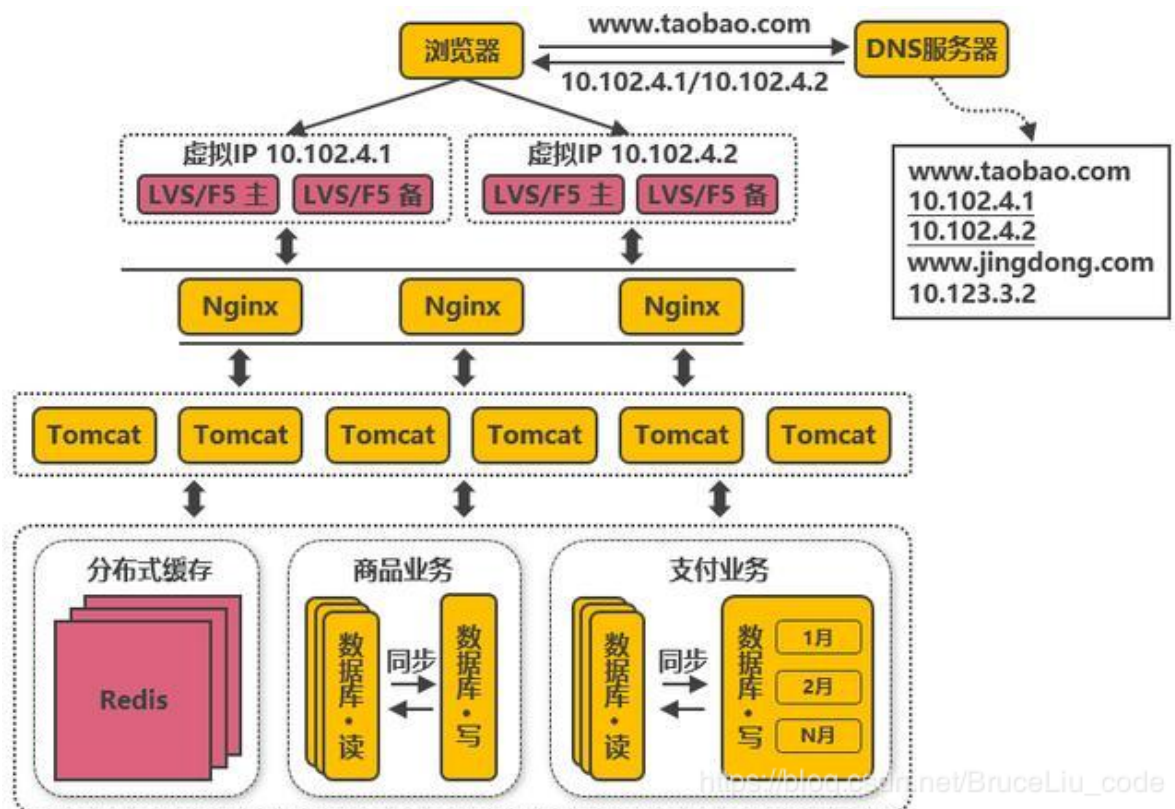 www.taobao.com
浏览器
DNS服务器
10.102.4.1/10.102.4.2
虚拟IP 10.102.4.1
虚拟IP 10.102.4.2
LVS/F5 主
LVS/F5 备
LVS/F5 主
LVS/F5 备
www.taobao.com
10.102.4.1
10.102.4.2
www.jingdong.com
10.123.3.2
Nginx
Nginx
Nginx
Tomcat
Tomcat
Tomcat
Tomcat
Tomcat
Tomcat
分布式缓存
Redis
商品业务
数据库·读
同步
数据库·写
支付业务
数据库·读
同步
数据库·写
1月
2月
N月
https://blog.csdn.net/BruceLiu_code